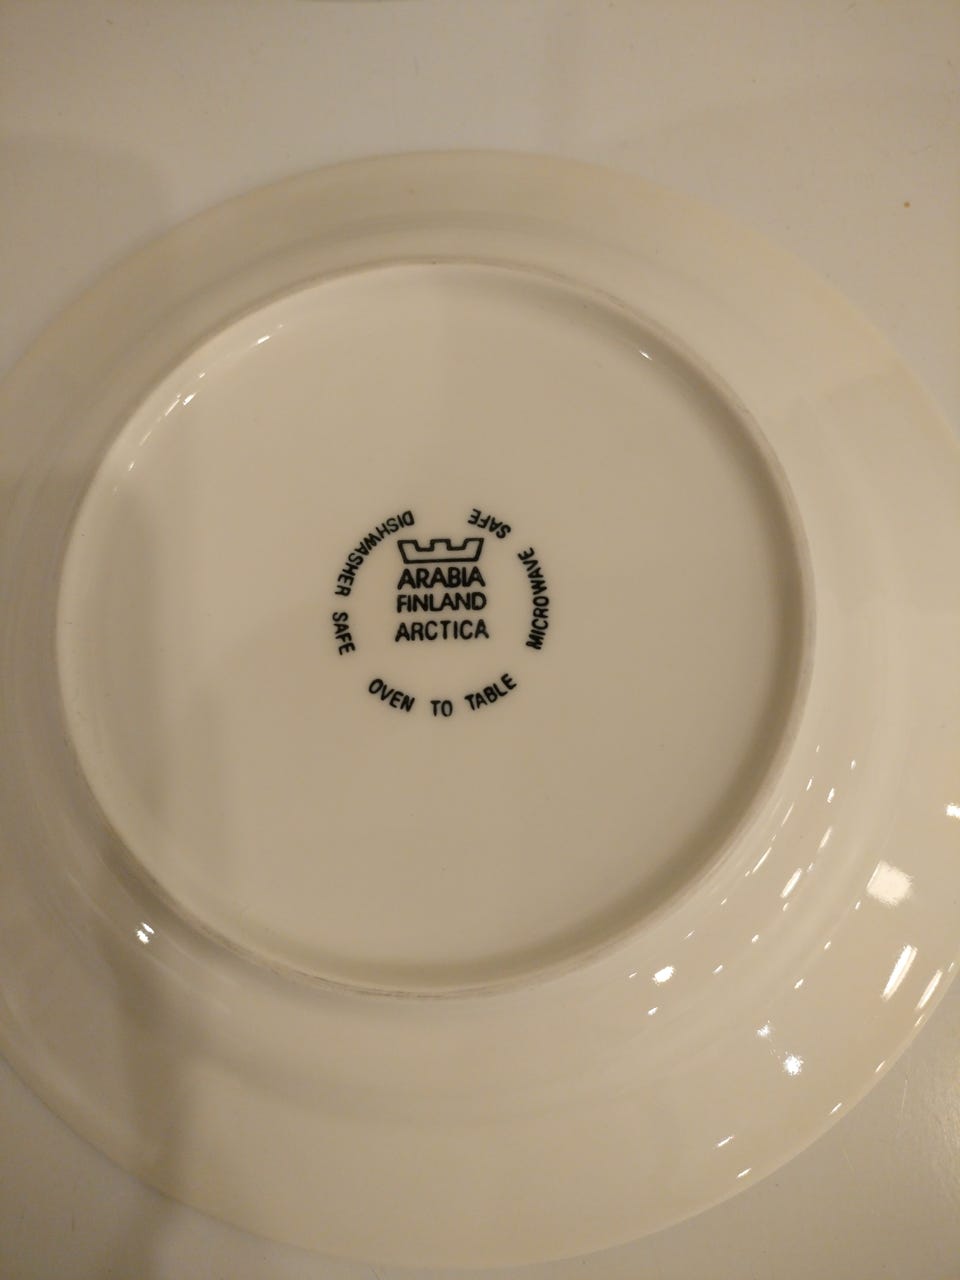 ARABIA
FINLAND
ARCTICA
DISHWASHER SAFE
OVEN TO TABLE
MICROWAVE SAFE